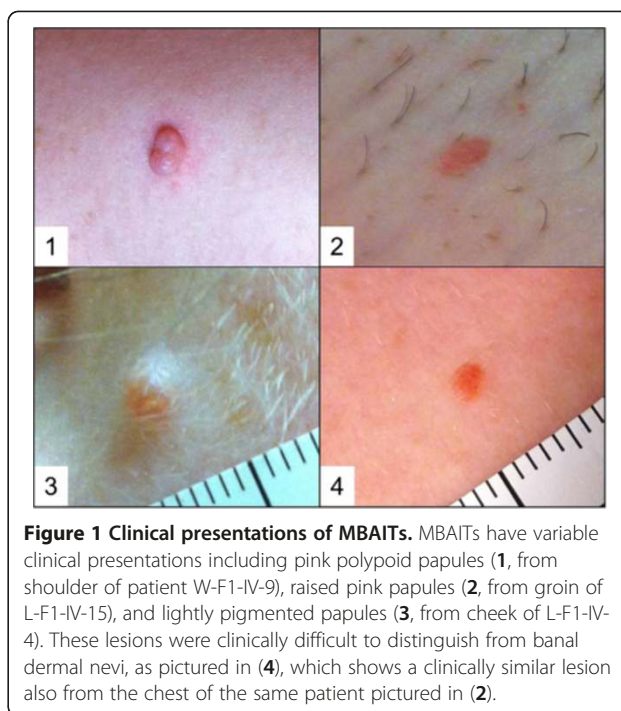 1
2
3
4
Figure 1 Clinical presentations of MBAITs. MBAITs have variable
clinical presentations including pink polypoid papules (1, from
shoulder of patient W-F1-IV-9), raised pink papules (2, from groin of
L-F1-IV-15), and lightly pigmented papules (3, from cheek of L-F1-IV-
4). These lesions were clinically difficult to distinguish from banal
dermal nevi, as pictured in (4), which shows a clinically similar lesion
also from the chest of the same patient pictured in (2).